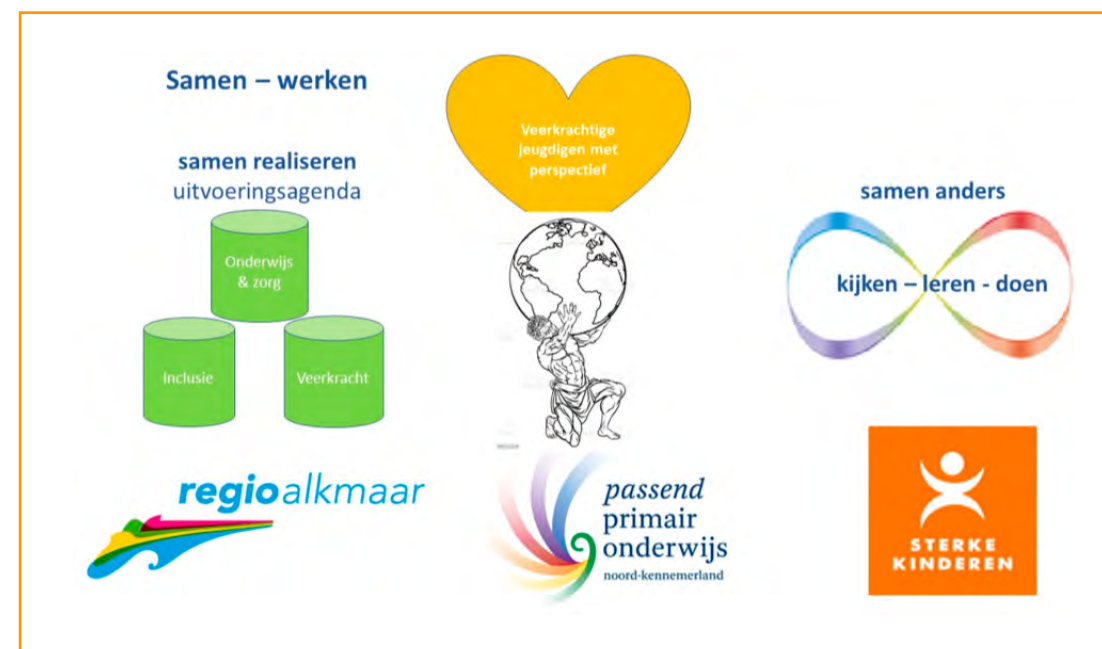 Samen – werken
samen realiseren
uitvoeringsagenda
Onderwijs
& zorg
Inclusie
Veerkracht
regioalkmaar
Veerkrachtige
jeugdigen met
perspectief
passend
primair
onderwijs
noord-kennemerland
samen anders
kijken – leren - doen
STERKE
KINDEREN